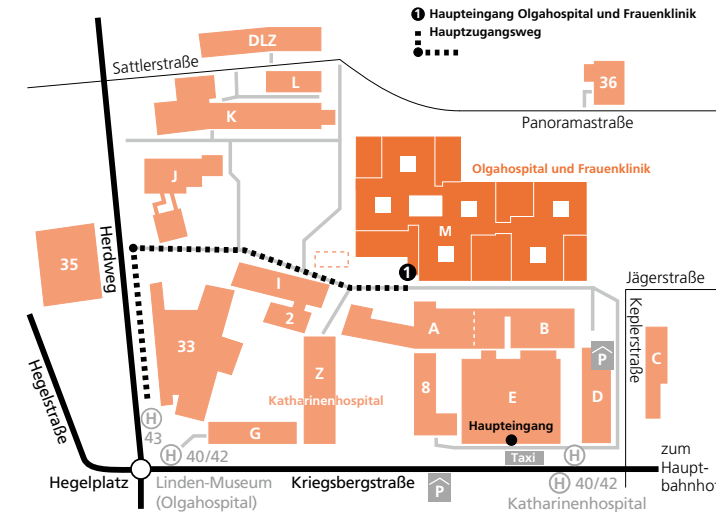 1 Haupteingang Olgahospital und Frauenklinik
Hauptzugangsweg
DLZ
Sattlerstraße
L
36
K
Panoramastraße
Olgahospital und Frauenklinik
J
M
Herdweg
35
1
I
Jägerstraße
Keplerstraße
2
A
B
33
P
C
Z
8
E
D
Hegelstraße
Katharinenhospital
H
43
G
Haupteingang
H 40/42
Taxi
H
zum
Haupt-
bahnhof
Hegelplatz
Linden-Museum
(Olgahospital)
Kriegsbergstraße
P
H 40/42
Katharinenhospital